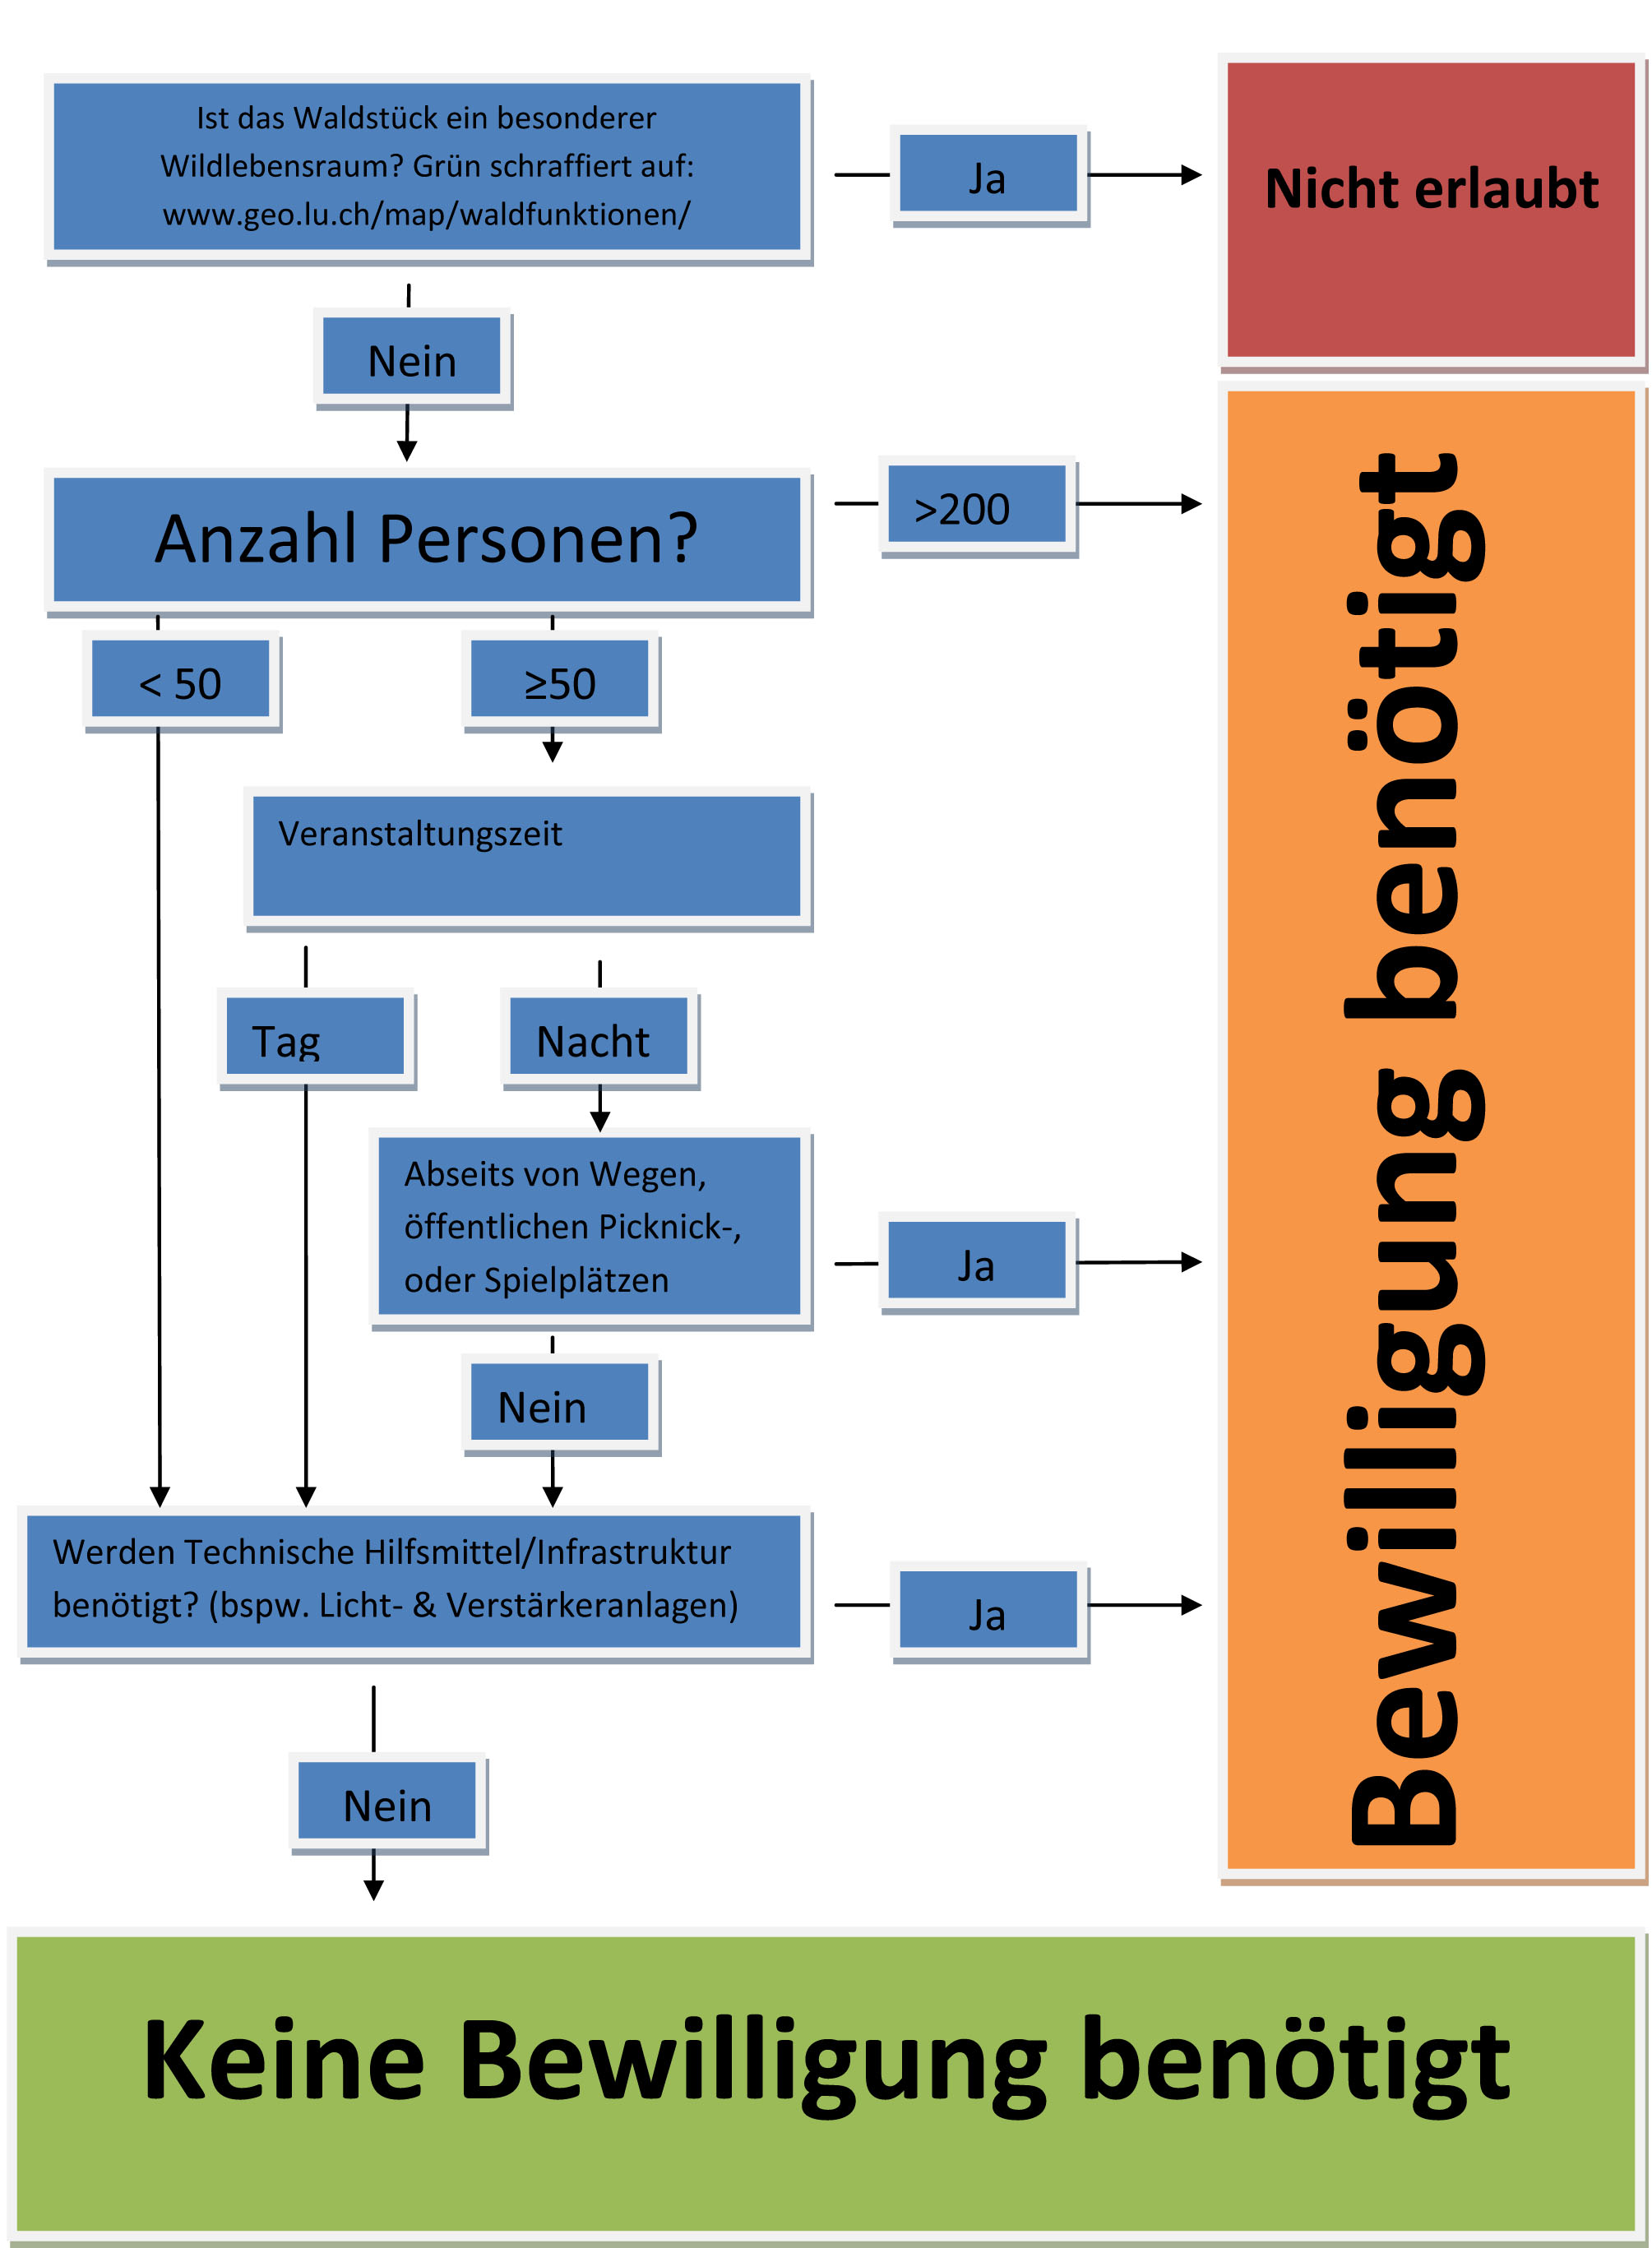 Ist das Waldstück ein besonderer
Wildlebensraum? Grün schraffiert auf:
www.geo.lu.ch/map/waldfunktionen/
Ja
Nicht erlaubt
Nein
Anzahl Personen?
>200
< 50
≥50
Veranstaltungszeit
Tag
Nacht
Abseits von Wegen,
öffentlichen Picknick-,
oder Spielplätzen
Ja
Nein
Werden Technische Hilfsmittel/Infrastruktur
benötigt? (bspw. Licht- & Verstärkeranlagen)
Ja
Bewilligung benötigt
Nein
Keine Bewilligung benötigt